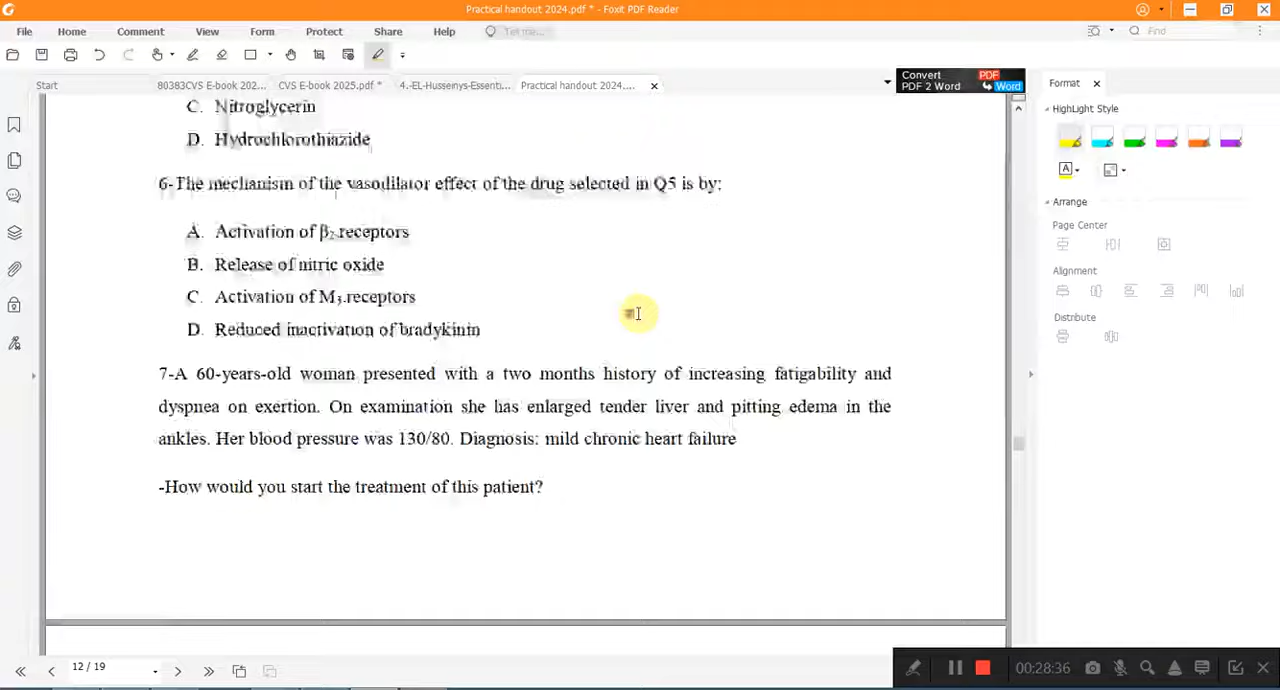 Practical handout 2024.pdf * - Foxit PDF Reader
File Home Comment View Form Protect Share Help Tell me... Find
Start 80383CVS E-book 202... CVS E-book 2025.pdf * 4.-EL-Hussenys-Essenti... Practical handout 2024....
Convert PDF
PDF 2 Word Word
Format
HighLight Style
Arrange
Page Center
Alignment
Distribute
C. Nitroglycerin
D. Hydrochlorothiazide
6-The mechanism of the vasodilator effect of the drug selected in Q5 is by:
A. Activation of β₂ receptors
B. Release of nitric oxide
C. Activation of M₃ receptors
D. Reduced inactivation of bradykinin
7-A 60-years-old woman presented with a two months history of increasing fatigability and
dyspnea on exertion. On examination she has enlarged tender liver and pitting edema in the
ankles. Her blood pressure was 130/80. Diagnosis: mild chronic heart failure
-How would you start the treatment of this patient?
12 / 19
00:28:36